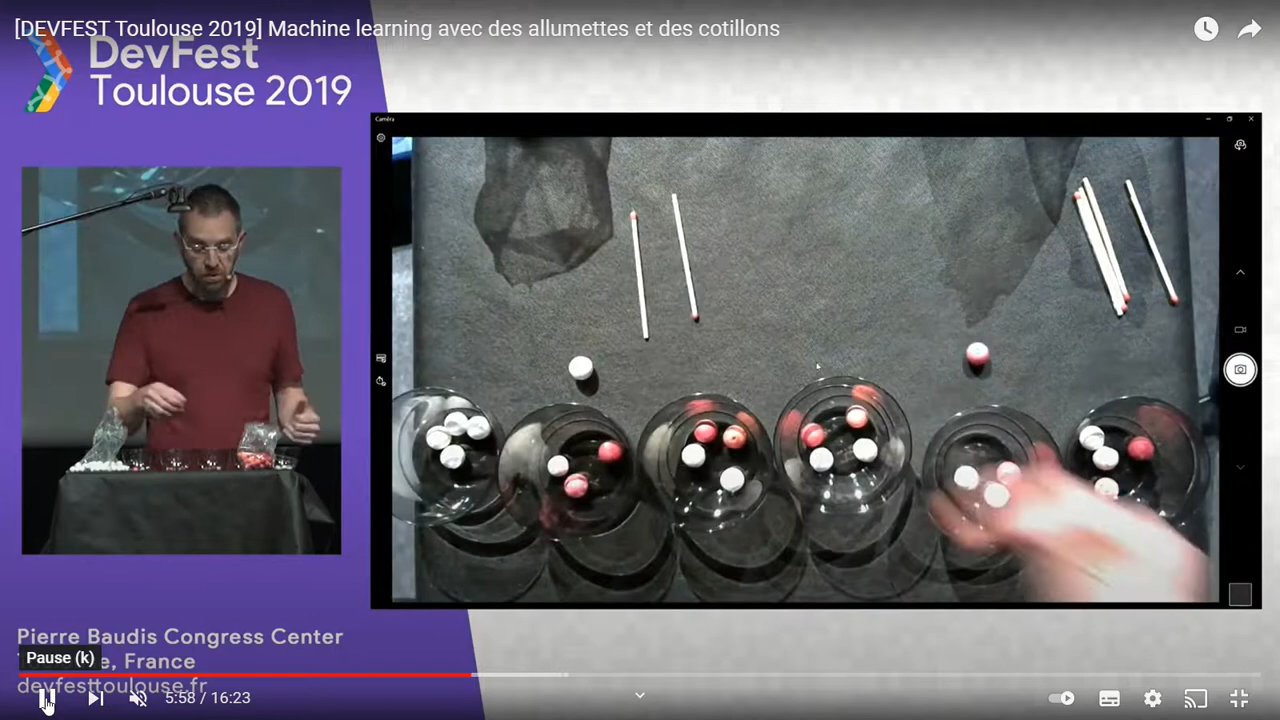 [DEVFEST Toulouse 2019] Machine learning avec des allumettes et des cotillons
DevFest
Toulouse 2019
Caméra
Pierre Baudis Congress Center
e, France
devfesttoulouse.fr
Pause (k)
5:58 / 16:23